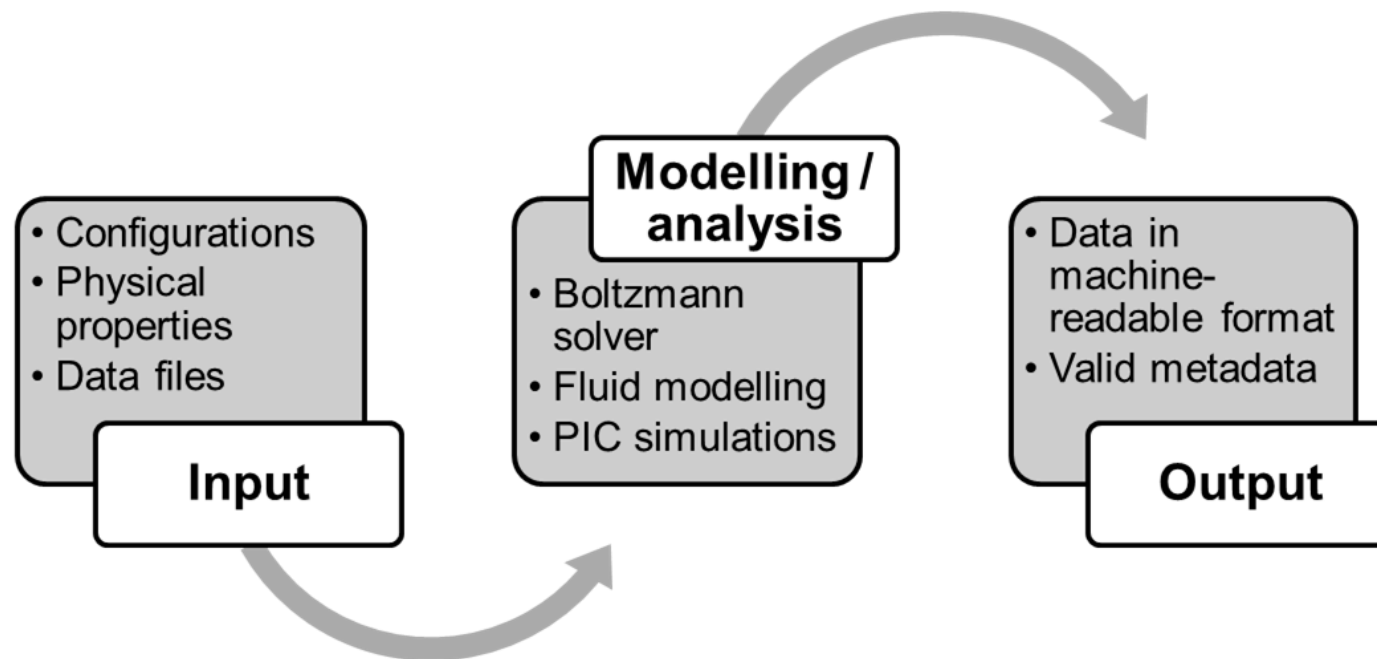 • Configurations
• Physical
properties
• Data files
Input
Modelling /
analysis
• Boltzmann
solver
• Fluid modelling
• PIC simulations
• Data in
machine-
readable format
• Valid metadata
Output